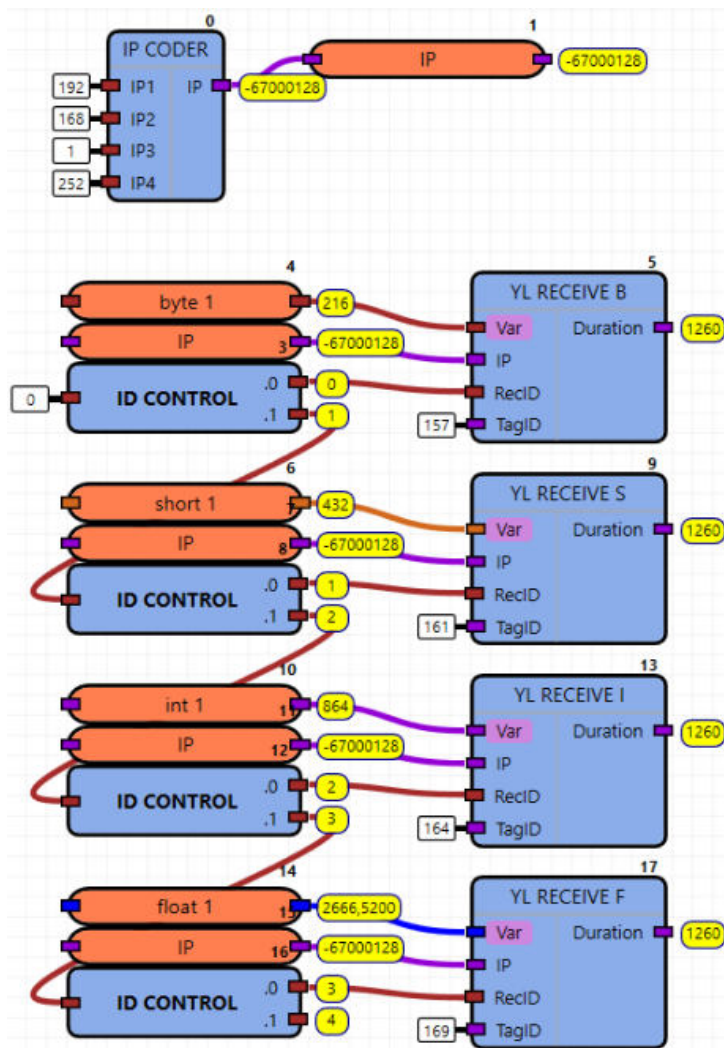 0
1
IP CODER
IP
-67000128
192 IP1 IP -67000128
168 IP2
1 IP3
252 IP4
4
5
byte 1 216
YL RECEIVE B
Var Duration 1260
IP 3 -67000128
IP
0 ID CONTROL .0 0
.1 1
RecID
157 TagID
6
9
short 1 7 432
YL RECEIVE S
Var Duration 1260
IP 8 -67000128
IP
ID CONTROL .0 1
.1 2
RecID
161 TagID
10
13
int 1 11 864
YL RECEIVE I
Var Duration 1260
IP 12 -67000128
IP
ID CONTROL .0 2
.1 3
RecID
164 TagID
14
17
float 1 15 2666,5200
YL RECEIVE F
Var Duration 1260
IP 16 -67000128
IP
ID CONTROL .0 3
.1 4
RecID
169 TagID